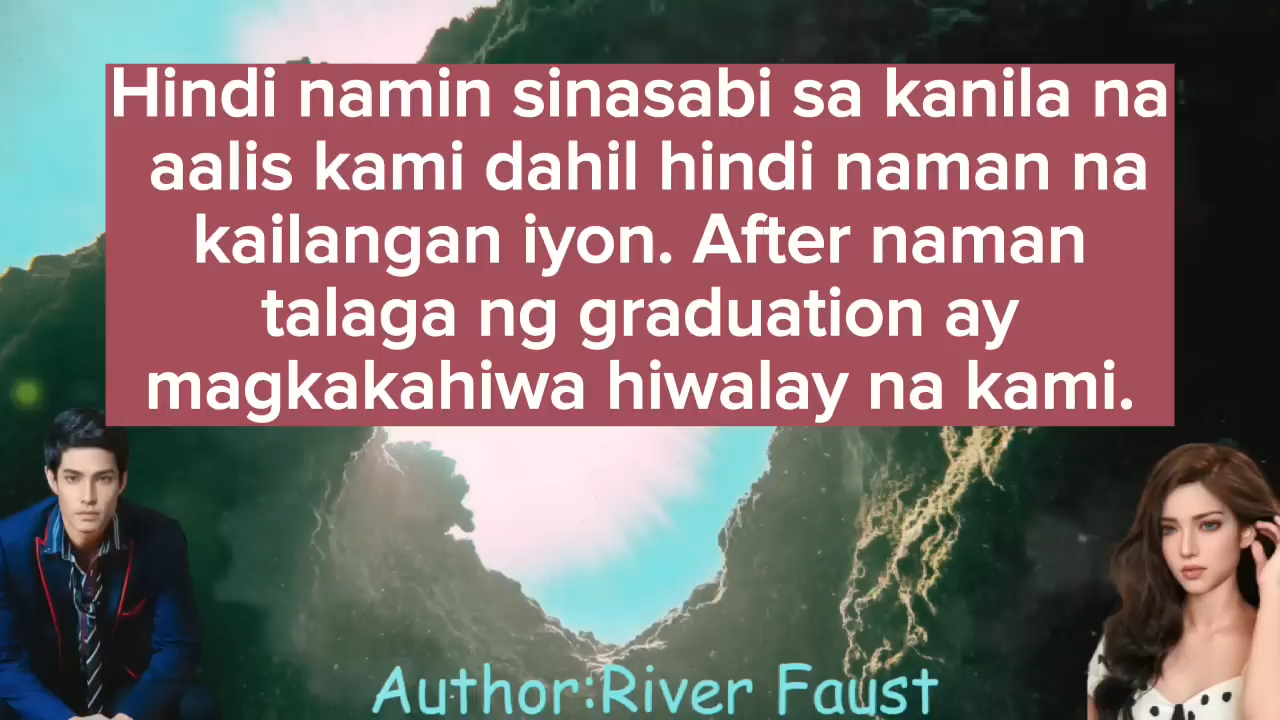 Hindi namin sinasabi sa kanila na
aalis kami dahil hindi naman na
kailangan iyon. After naman
talaga ng graduation ay
magkakahiwa hiwalay na kami.
Author:River Faust